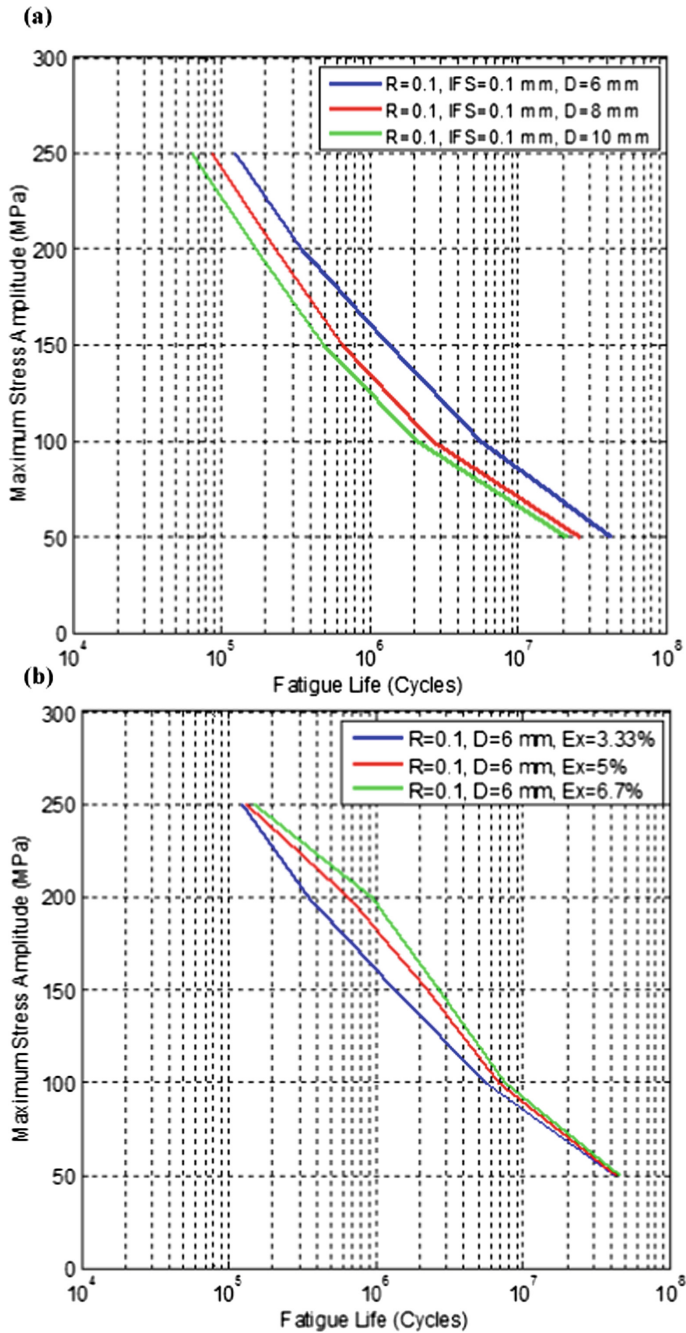 (a)
300
250
200
150
100
50
0
Maximum Stress Amplitude (MPa)
R=0.1, IFS=0.1 mm, D=6 mm
R=0.1, IFS=0.1 mm, D=8 mm
R=0.1, IFS=0.1 mm, D=10 mm
10^4 10^5 10^6 10^7 10^8
Fatigue Life (Cycles)
(b)
300
250
200
150
100
50
0
Maximum Stress Amplitude (MPa)
R=0.1, D=6 mm, Ex=3.33%
R=0.1, D=6 mm, Ex=5%
R=0.1, D=6 mm, Ex=6.7%
10^4 10^5 10^6 10^7 10^8
Fatigue Life (Cycles)